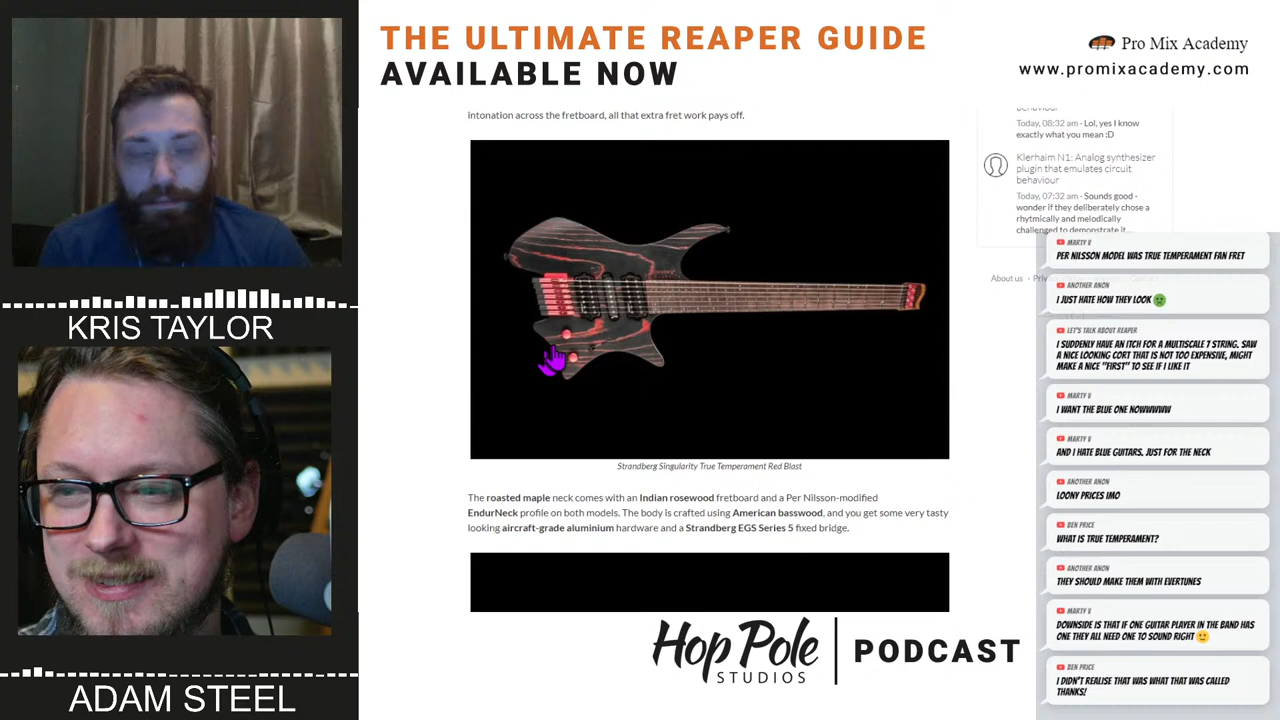 THE ULTIMATE REAPER GUIDE
AVAILABLE NOW
Pro Mix Academy
www.promixacademy.com
KRIS TAYLOR
ADAM STEEL
intonation across the fretboard, all that extra fret work pays off.
Strandberg Singularity True Temperament Red Blast
The roasted maple neck comes with an Indian rosewood fretboard and a Per Nilsson-modified
EndurNeck profile on both models. The body is crafted using American basswood, and you get some very tasty
looking aircraft-grade aluminium hardware and a Strandberg EGS Series 5 fixed bridge.
behaviour
Today, 08:32 am - Lol, yes I know
exactly what you mean :D
Klerhaim N1: Analog synthesizer
plugin that emulates circuit
behaviour
Today, 07:32 am - Sounds good -
wonder if they deliberately chose a
rhytmically and melodically
challenged to demonstrate it...
About us
MARTY V
PER NILSSON MODEL WAS TRUE TEMPERAMENT FAN FRET
ANOTHER ANON
I JUST HATE HOW THEY LOOK
LET'S TALK ABOUT REAPER
I SUDDENLY HAVE AN ITCH FOR A MULTISCALE 7 STRING. SAW
A NICE LOOKING CORT THAT IS NOT TOO EXPENSIVE, MIGHT
MAKE A NICE "FIRST" TO SEE IF I LIKE IT
MARTY V
I WANT THE BLUE ONE NOWWWWW
MARTY V
AND I HATE BLUE GUITARS. JUST FOR THE NECK
ANOTHER ANON
LOONY PRICES IMO
BEN PRICE
WHAT IS TRUE TEMPERAMENT?
ANOTHER ANON
THEY SHOULD MAKE THEM WITH EVERTUNES
MARTY V
DOWNSIDE IS THAT IF ONE GUITAR PLAYER IN THE BAND HAS
ONE THEY ALL NEED ONE TO SOUND RIGHT
BEN PRICE
I DIDN'T REALISE THAT WAS WHAT THAT WAS CALLED
THANKS!
Hop Pole
STUDIOS
PODCAST